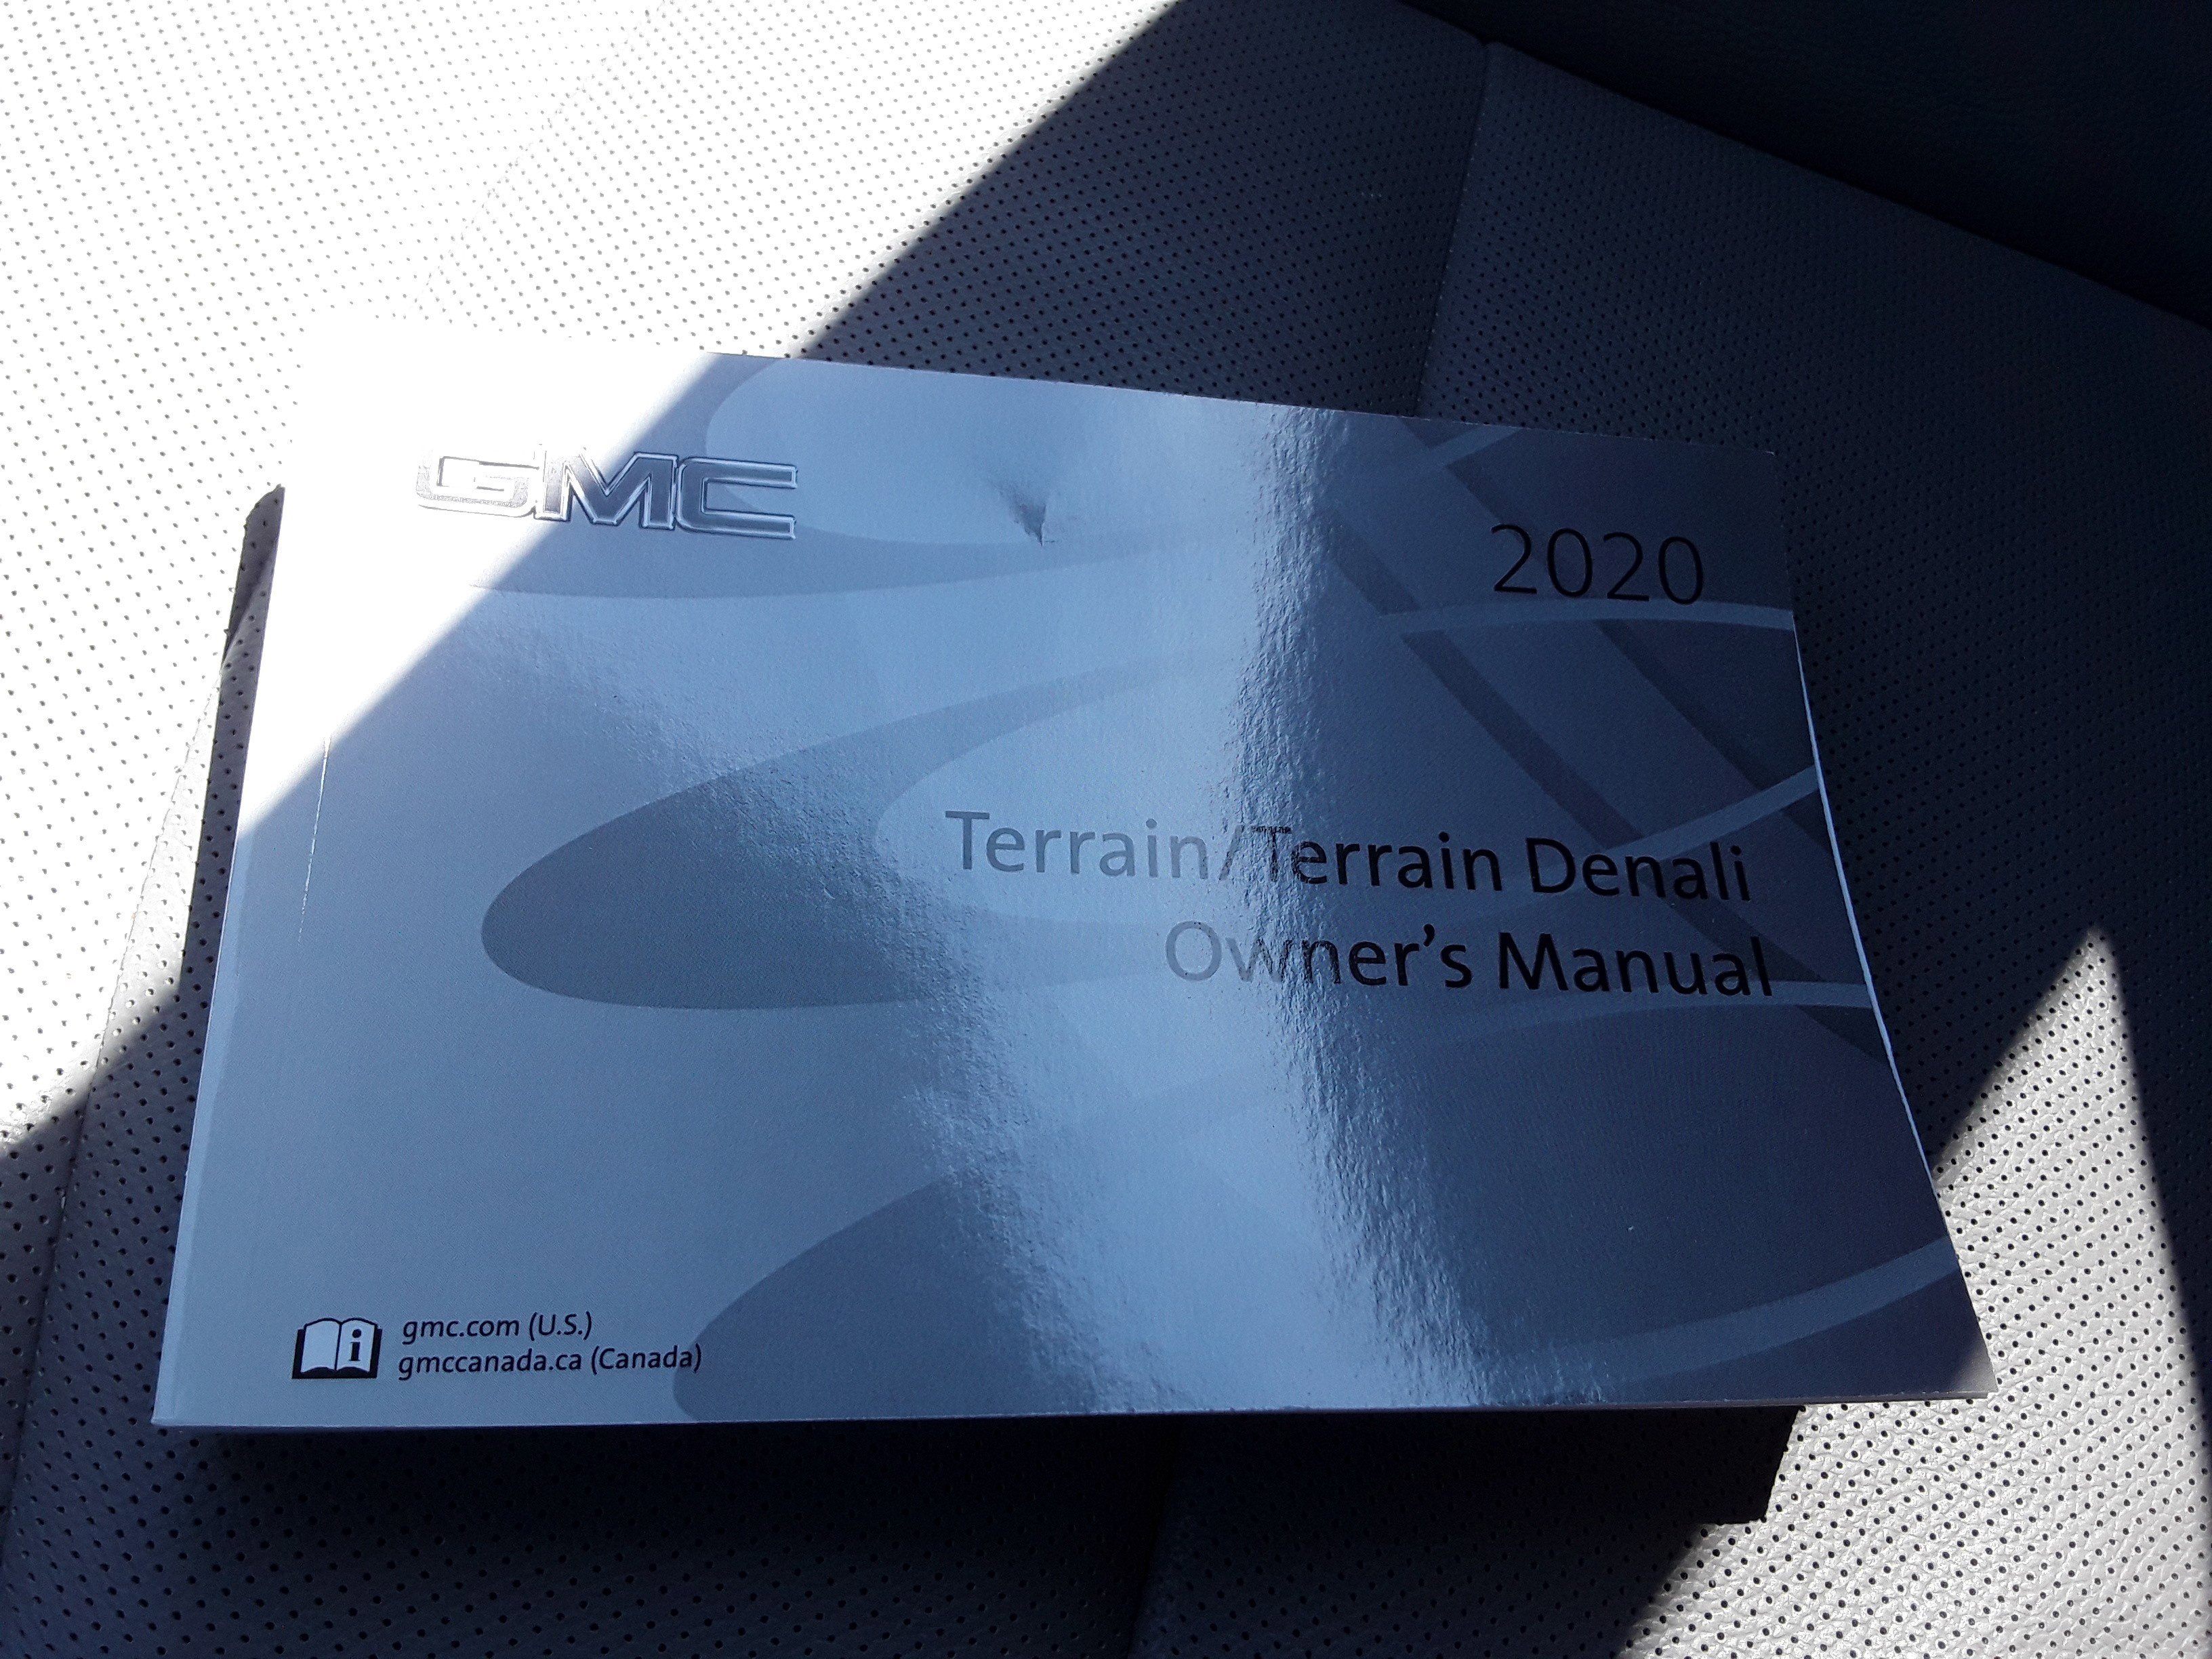 GMC
2020
Terrain/Terrain Denali
Owner's Manual
i
gmc.com (U.S.)
gmccanada.ca (Canada)